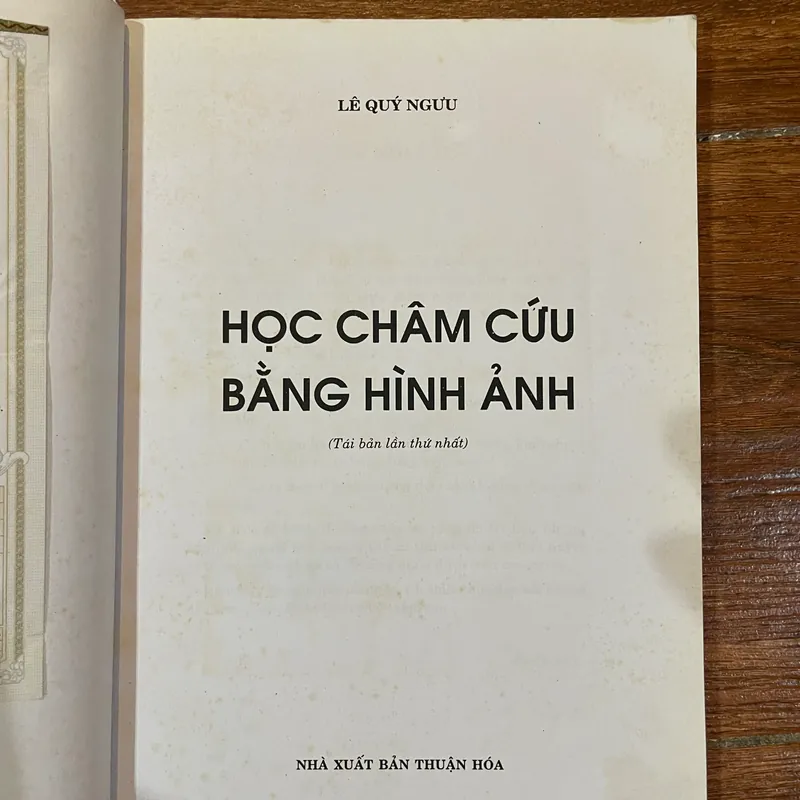 LÊ QUÝ NGƯU
HỌC CHÂM CỨU
BẰNG HÌNH ẢNH
(Tái bản lần thứ nhất)
NHÀ XUẤT BẢN THUẬN HÓA